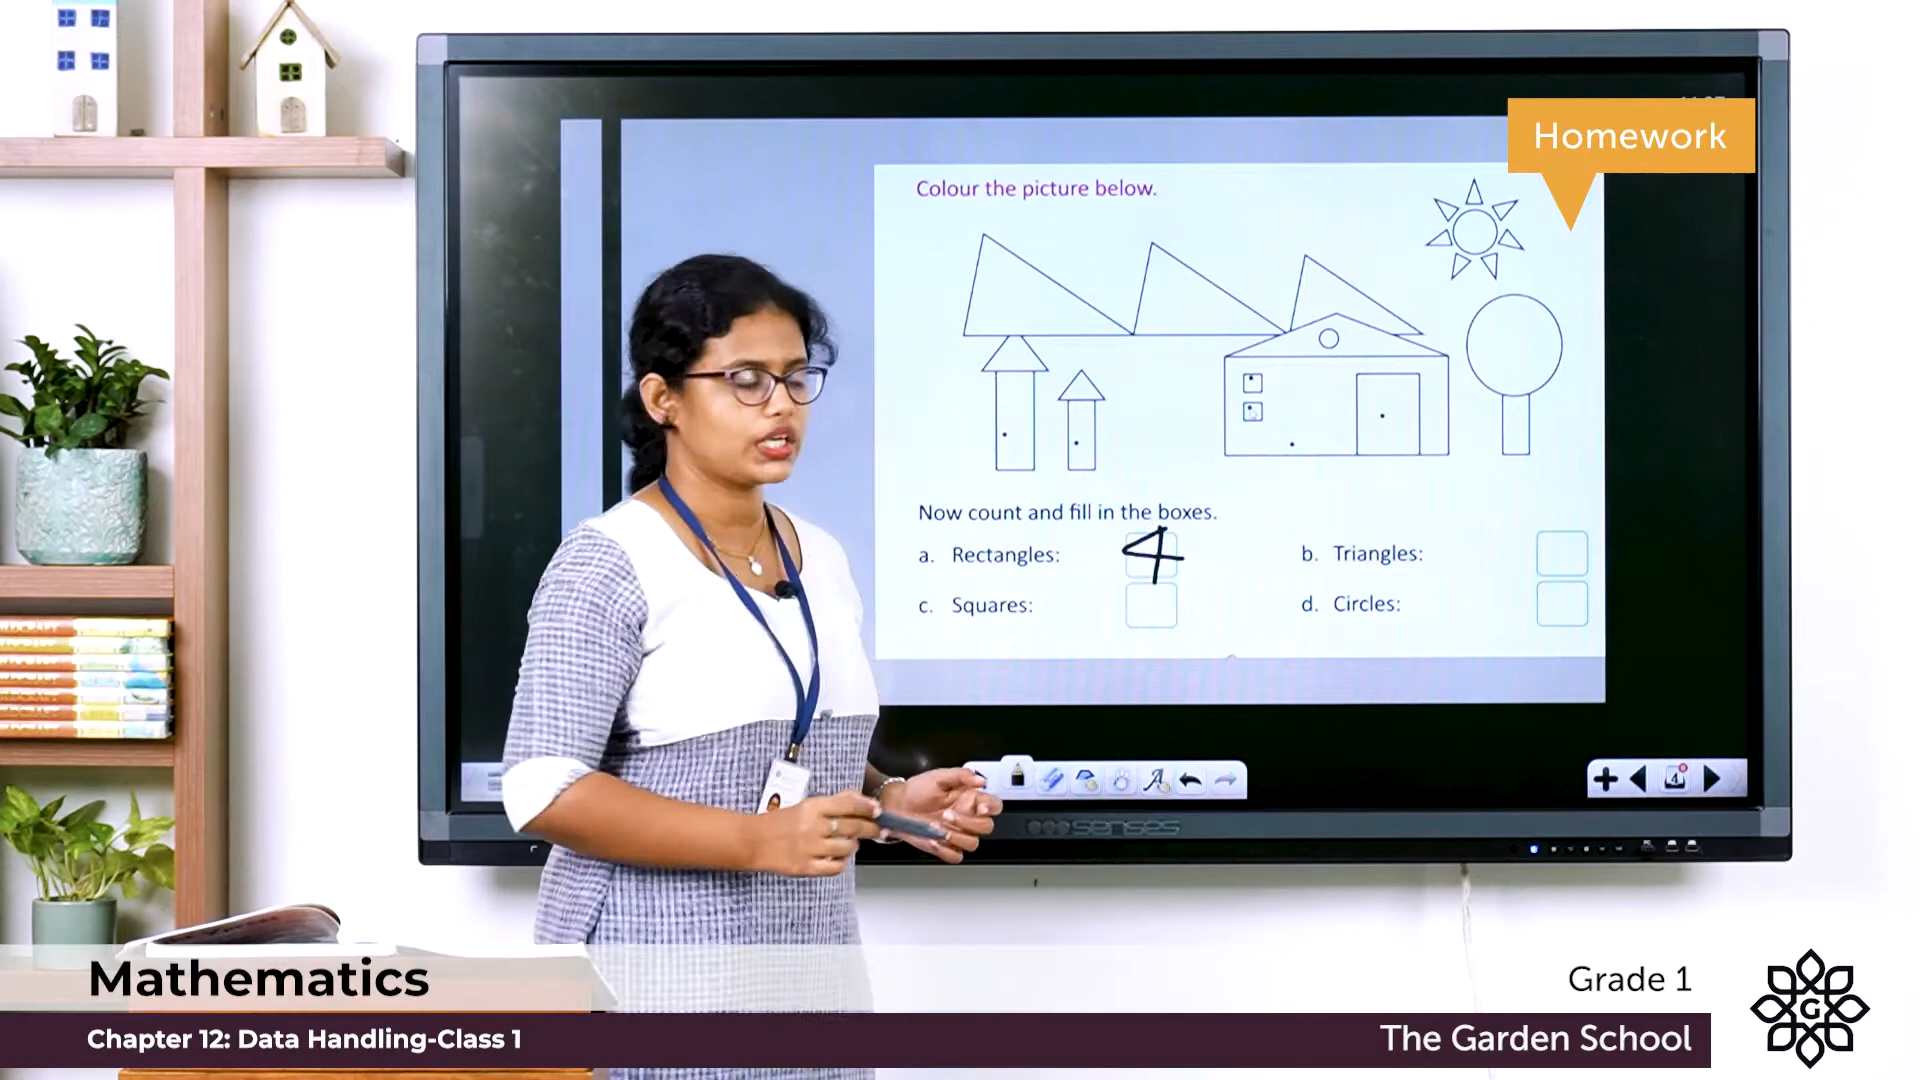 Homework
Colour the picture below.
Now count and fill in the boxes.
a. Rectangles: 4
b. Triangles:
c. Squares:
d. Circles:
senses
Mathematics
Grade 1
Chapter 12: Data Handling-Class 1
The Garden School
G